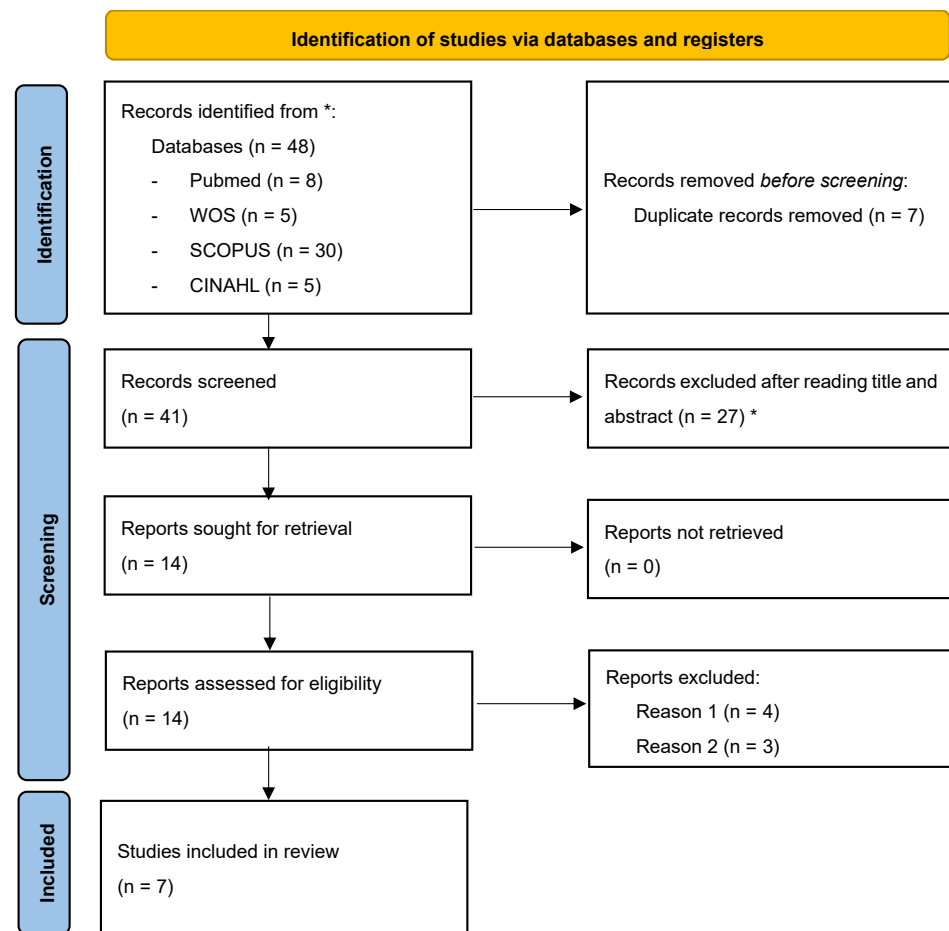 Identification of studies via databases and registers
Identification
Records identified from *:
Databases (n = 48)
- Pubmed (n = 8)
- WOS (n = 5)
- SCOPUS (n = 30)
- CINAHL (n = 5)
Records removed before screening:
Duplicate records removed (n = 7)
Screening
Records screened
(n = 41)
Records excluded after reading title and
abstract (n = 27) *
Reports sought for retrieval
(n = 14)
Reports not retrieved
(n = 0)
Reports assessed for eligibility
(n = 14)
Reports excluded:
Reason 1 (n = 4)
Reason 2 (n = 3)
Included
Studies included in review
(n = 7)